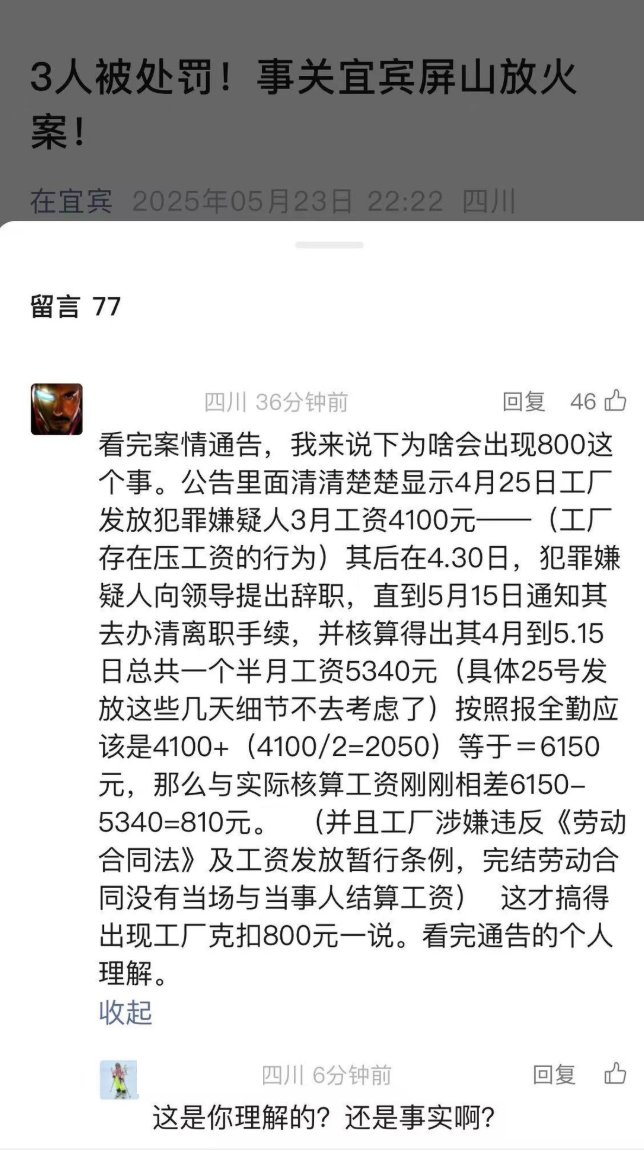 3人被处罚！事关宜宾屏山放火
案！
在宜宾 2025年05月23日 22:22 四川
留言 77
四川 36分钟前 回复 46
看完案情通告，我来说下为啥会出现800这
个事。公告里面清清楚楚显示4月25日工厂
发放犯罪嫌疑人3月工资4100元——（工厂
存在压工资的行为）其后在4.30日，犯罪嫌
疑人向领导提出辞职，直到5月15日通知其
去办清离职手续，并核算得出其4月到5.15
日总共一个半月工资5340元（具体25号发
放这些几天细节不去考虑了）按照报全勤应
该是4100+（4100/2=2050）等于＝6150
元，那么与实际核算工资刚刚相差6150-
5340=810元。 （并且工厂涉嫌违反《劳动
合同法》及工资发放暂行条例，完结劳动合
同没有当场与当事人结算工资） 这才搞得
出现工厂克扣800元一说。看完通告的个人
理解。
收起
四川 6分钟前 回复
这是你理解的？还是事实啊？